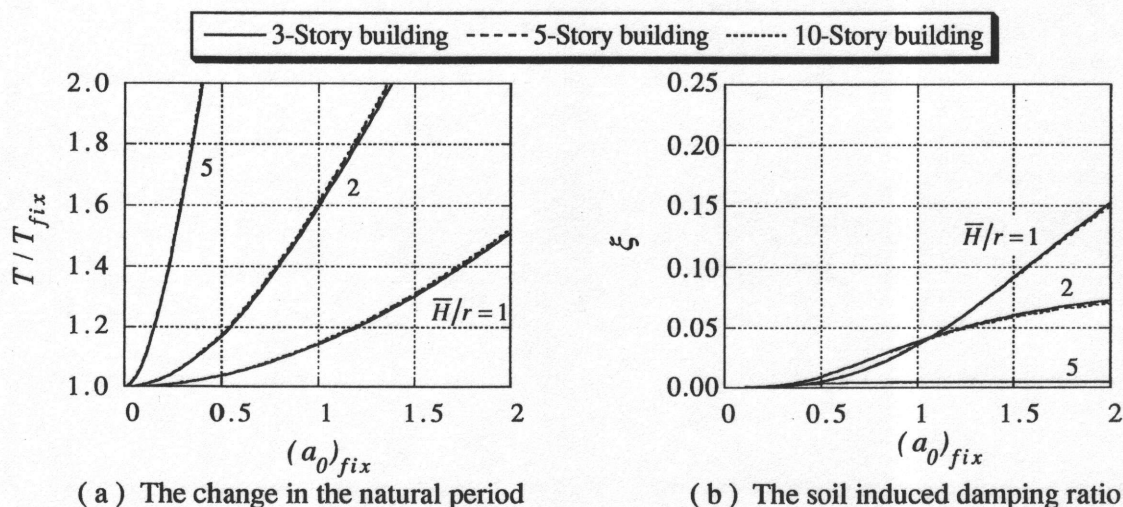 3-Story building 5-Story building 10-Story building
T / T_fix
2.0
1.8
1.6
1.4
1.2
1.0
0 0.5 1 1.5 2
5
2
H̅/r = 1
(a₀)_fix
( a ) The change in the natural period
ξ
0.25
0.20
0.15
0.10
0.05
0.00
0 0.5 1 1.5 2
H̅/r = 1
2
5
(a₀)_fix
( b ) The soil induced damping ratio